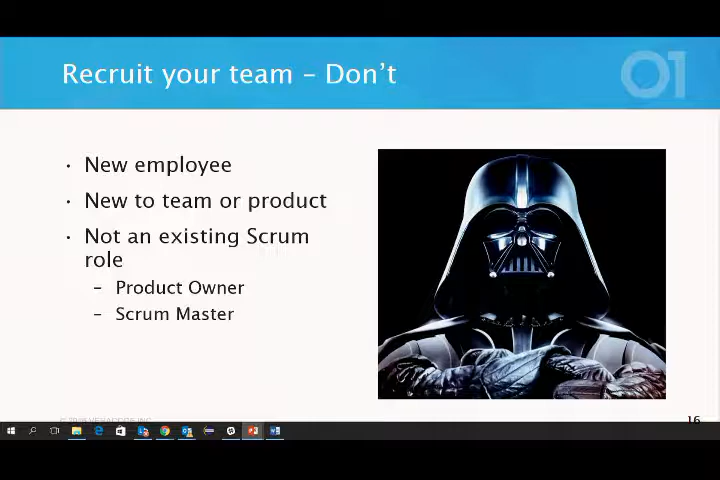 Recruit your team – Don't
01
• New employee
• New to team or product
• Not an existing Scrum
role
– Product Owner
– Scrum Master
16